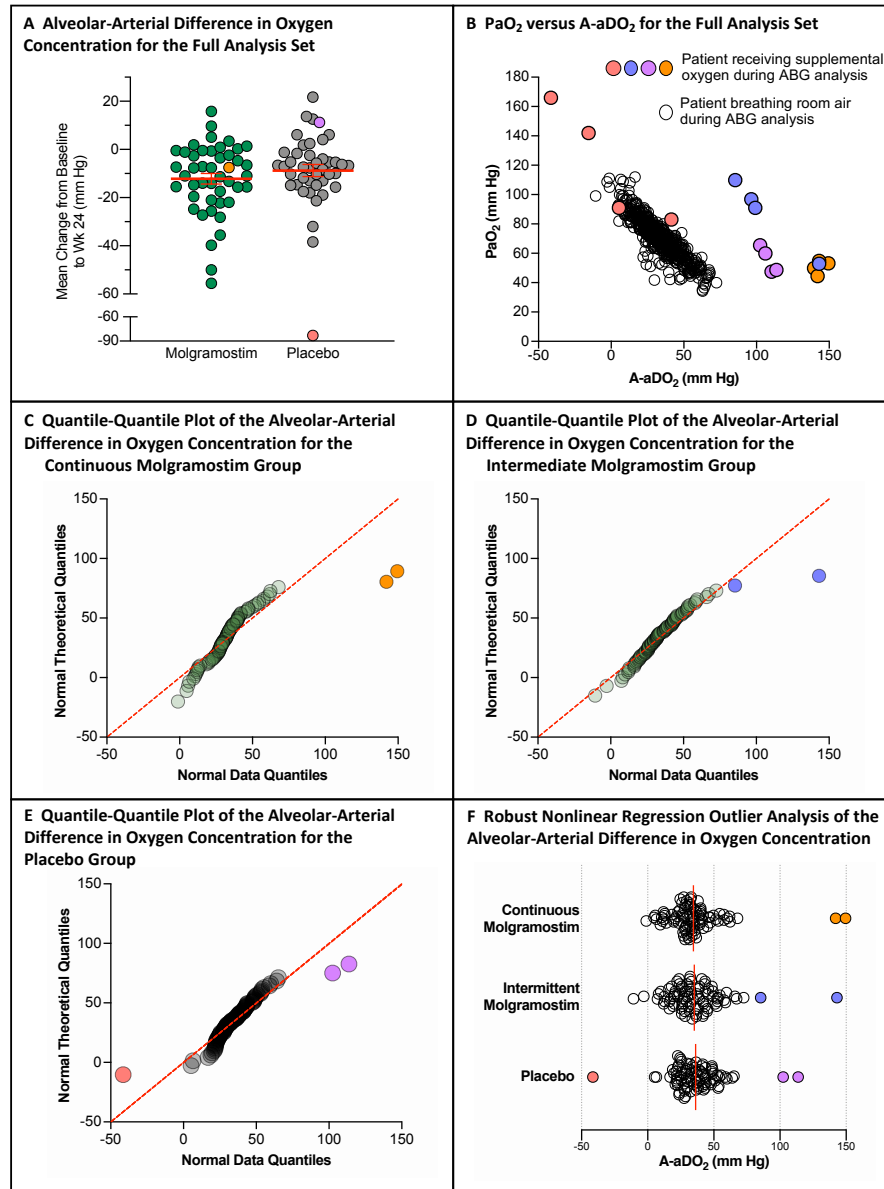 A Alveolar-Arterial Difference in Oxygen
Concentration for the Full Analysis Set
20
0
-20
-40
-60
-60
-90
Mean Change from Baseline
to Wk 24 (mm Hg)
Molgramostim
Placebo
B PaO2 versus A-aDO2 for the Full Analysis Set
Patient receiving supplemental
oxygen during ABG analysis
Patient breathing room air
during ABG analysis
180
160
140
120
100
80
60
40
20
0
PaO2 (mm Hg)
-50
0
50
100
150
A-aDO2 (mm Hg)
C Quantile-Quantile Plot of the Alveolar-Arterial
Difference in Oxygen Concentration for the
Continuous Molgramostim Group
150
100
50
0
-50
Normal Theoretical Quantiles
-50
0
50
100
150
Normal Data Quantiles
D Quantile-Quantile Plot of the Alveolar-Arterial
Difference in Oxygen Concentration for the
Intermediate Molgramostim Group
150
100
50
0
-50
Normal Theoretical Quantiles
-50
0
50
100
150
Normal Data Quantiles
E Quantile-Quantile Plot of the Alveolar-Arterial
Difference in Oxygen Concentration for the
Placebo Group
150
100
50
0
-50
Normal Theoretical Quantiles
-50
0
50
100
150
Normal Data Quantiles
F Robust Nonlinear Regression Outlier Analysis of the
Alveolar-Arterial Difference in Oxygen Concentration
Continuous
Molgramostim
Intermittent
Molgramostim
Placebo
-50
0
50
100
150
A-aDO2 (mm Hg)